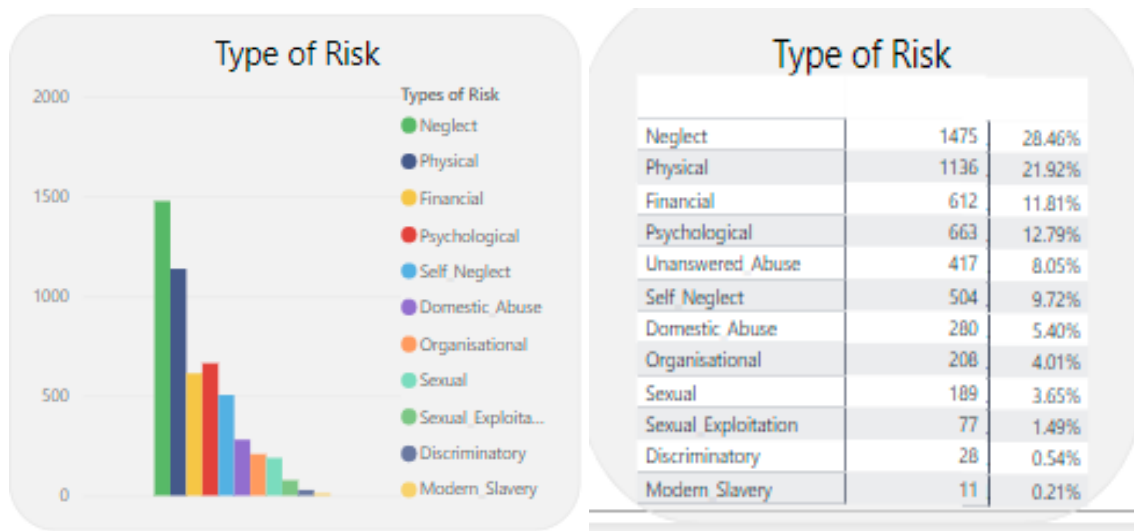 Type of Risk
2000
1500
1000
500
0
Types of Risk
Neglect
Physical
Financial
Psychological
Self_Neglect
Domestic_Abuse
Organisational
Sexual
Sexual_Exploita...
Discriminatory
Modern_Slavery
Type of Risk
Neglect 1475 28.46%
Physical 1136 21.92%
Financial 612 11.81%
Psychological 663 12.79%
Unanswered_Abuse 417 8.05%
Self_Neglect 504 9.72%
Domestic_Abuse 280 5.40%
Organisational 208 4.01%
Sexual 189 3.65%
Sexual_Exploitation 77 1.49%
Discriminatory 28 0.54%
Modern_Slavery 11 0.21%